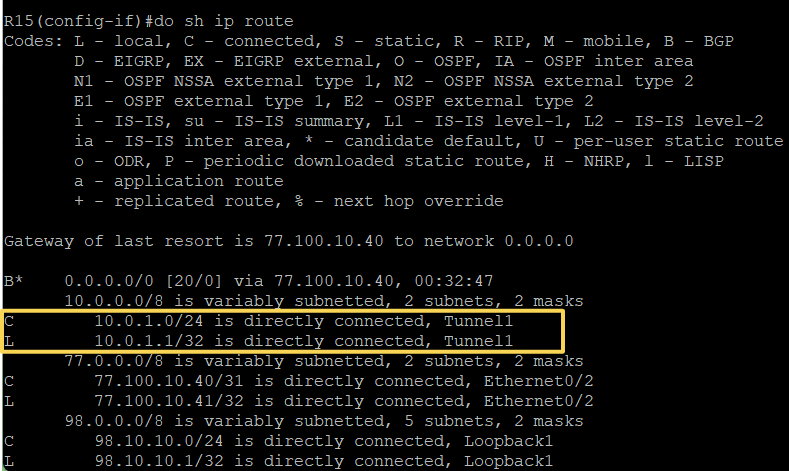 R15(config-if)#do sh ip route
Codes: L - local, C - connected, S - static, R - RIP, M - mobile, B - BGP
D - EIGRP, EX - EIGRP external, O - OSPF, IA - OSPF inter area
N1 - OSPF NSSA external type 1, N2 - OSPF NSSA external type 2
E1 - OSPF external type 1, E2 - OSPF external type 2
i - IS-IS, su - IS-IS summary, L1 - IS-IS level-1, L2 - IS-IS level-2
ia - IS-IS inter area, * - candidate default, U - per-user static route
o - ODR, P - periodic downloaded static route, H - NHRP, l - LISP
a - application route
+ - replicated route, % - next hop override
Gateway of last resort is 77.100.10.40 to network 0.0.0.0
B* 0.0.0.0/0 [20/0] via 77.100.10.40, 00:32:47
10.0.0.0/8 is variably subnetted, 2 subnets, 2 masks
C 10.0.1.0/24 is directly connected, Tunnel1
L 10.0.1.1/32 is directly connected, Tunnel1
77.0.0.0/8 is variably subnetted, 2 subnets, 2 masks
C 77.100.10.40/31 is directly connected, Ethernet0/2
L 77.100.10.41/32 is directly connected, Ethernet0/2
98.0.0.0/8 is variably subnetted, 5 subnets, 2 masks
C 98.10.10.0/24 is directly connected, Loopback1
L 98.10.10.1/32 is directly connected, Loopback1